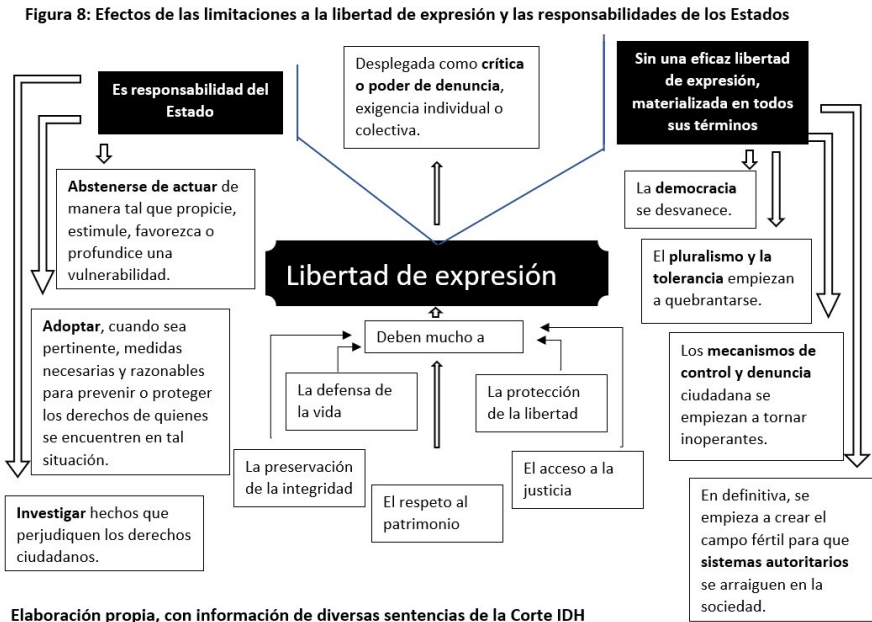 Figura 8: Efectos de las limitaciones a la libertad de expresión y las responsabilidades de los Estados
Es responsabilidad del
Estado
Abstenerse de actuar de
manera tal que propicie,
estimule, favorezca o
profundice una
vulnerabilidad.
Adoptar, cuando sea
pertinente, medidas
necesarias y razonables
para prevenir o proteger
los derechos de quienes
se encuentren en tal
situación.
Investigar hechos que
perjudiquen los derechos
ciudadanos.
Desplegada como crítica
o poder de denuncia,
exigencia individual o
colectiva.
Libertad de expresión
Deben mucho a
La defensa de
la vida
La protección
de la libertad
La preservación
de la integridad
El respeto al
patrimonio
El acceso a la
justicia
Sin una eficaz libertad
de expresión,
materializada en todos
sus términos
La democracia
se desvanece.
El pluralismo y la
tolerancia empiezan
a quebrantarse.
Los mecanismos de
control y denuncia
ciudadana se
empiezan a tornar
inoperantes.
En definitiva, se
empieza a crear el
campo fértil para que
sistemas autoritarios
se arraiguen en la
sociedad.
Elaboración propia, con información de diversas sentencias de la Corte IDH